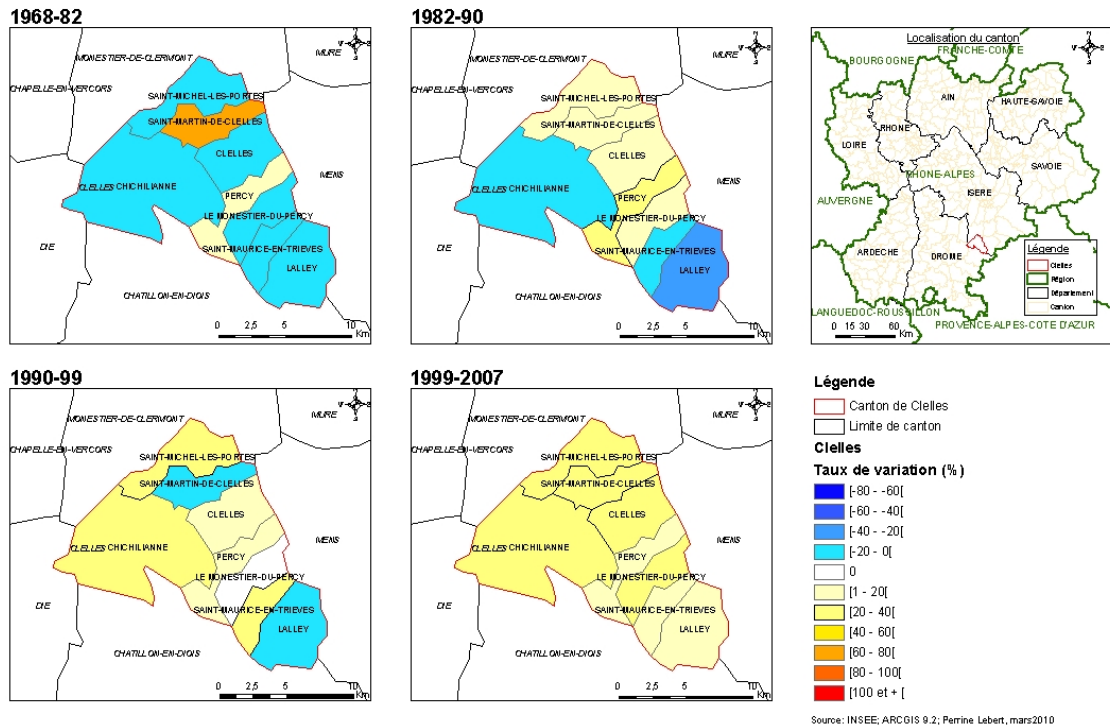 1968-82
MONESTIER-DE-CLERMONT
MURE
CHAPELLE-EN-VERCORS
SAINT-MICHEL-LES-PORTES
SAINT-MARTIN-DE-CLELLES
CLELLES
MENS
CLELLES CHICHILIANNE
PERCY
LE MONESTIER-DU-PERCY
DIE
SAINT-MAURICE-EN-TRIEVES
LALLEY
CHATILLON-EN-DIOIS
0 2,5 5 10
Km
1982-90
MONESTIER-DE-CLERMONT
MURE
CHAPELLE-EN-VERCORS
SAINT-MICHEL-LES-PORTES
SAINT-MARTIN-DE-CLELLES
CLELLES
MENS
CLELLES CHICHILIANNE
PERCY
LE MONESTIER-DU-PERCY
DIE
SAINT-MAURICE-EN-TRIEVES
LALLEY
CHATILLON-EN-DIOIS
0 2,5 5 10
Km
Localisation du canton
FRANCHE-COMTE
BOURGOGNE
AIN
HAUTE-SAVOIE
RHONE
LOIRE
SAVOIE
RHONE-ALPES
ISERE
AUVERGNE
ARDECHE
DROME
Légende
Clelles
Région
Département
Canton
LANGUEDOC-ROUSSILLON
PROVENCE-ALPES-COTE D'AZUR
0 15 30 60
Km
1990-99
MONESTIER-DE-CLERMONT
MURE
CHAPELLE-EN-VERCORS
SAINT-MICHEL-LES-PORTES
SAINT-MARTIN-DE-CLELLES
CLELLES
MENS
CLELLES CHICHILIANNE
PERCY
LE MONESTIER-DU-PERCY
DIE
SAINT-MAURICE-EN-TRIEVES
LALLEY
CHATILLON-EN-DIOIS
0 2,5 5 10
Km
1999-2007
MONESTIER-DE-CLERMONT
MURE
CHAPELLE-EN-VERCORS
SAINT-MICHEL-LES-PORTES
SAINT-MARTIN-DE-CLELLES
CLELLES
MENS
CLELLES CHICHILIANNE
PERCY
LE MONESTIER-DU-PERCY
DIE
SAINT-MAURICE-EN-TRIEVES
LALLEY
CHATILLON-EN-DIOIS
0 2,5 5 10
Km
Légende
Canton de Clelles
Limite de canton
Clelles
Taux de variation (%)
[-80 - -60[
[-60 - -40[
[-40 - -20[
[-20 - 0[
0
[1 - 20[
[20 - 40[
[40 - 60[
[60 - 80[
[80 - 100[
[100 et + [
Source: INSEE; ARCGIS 9.2; Perrine Lebert, mars2010